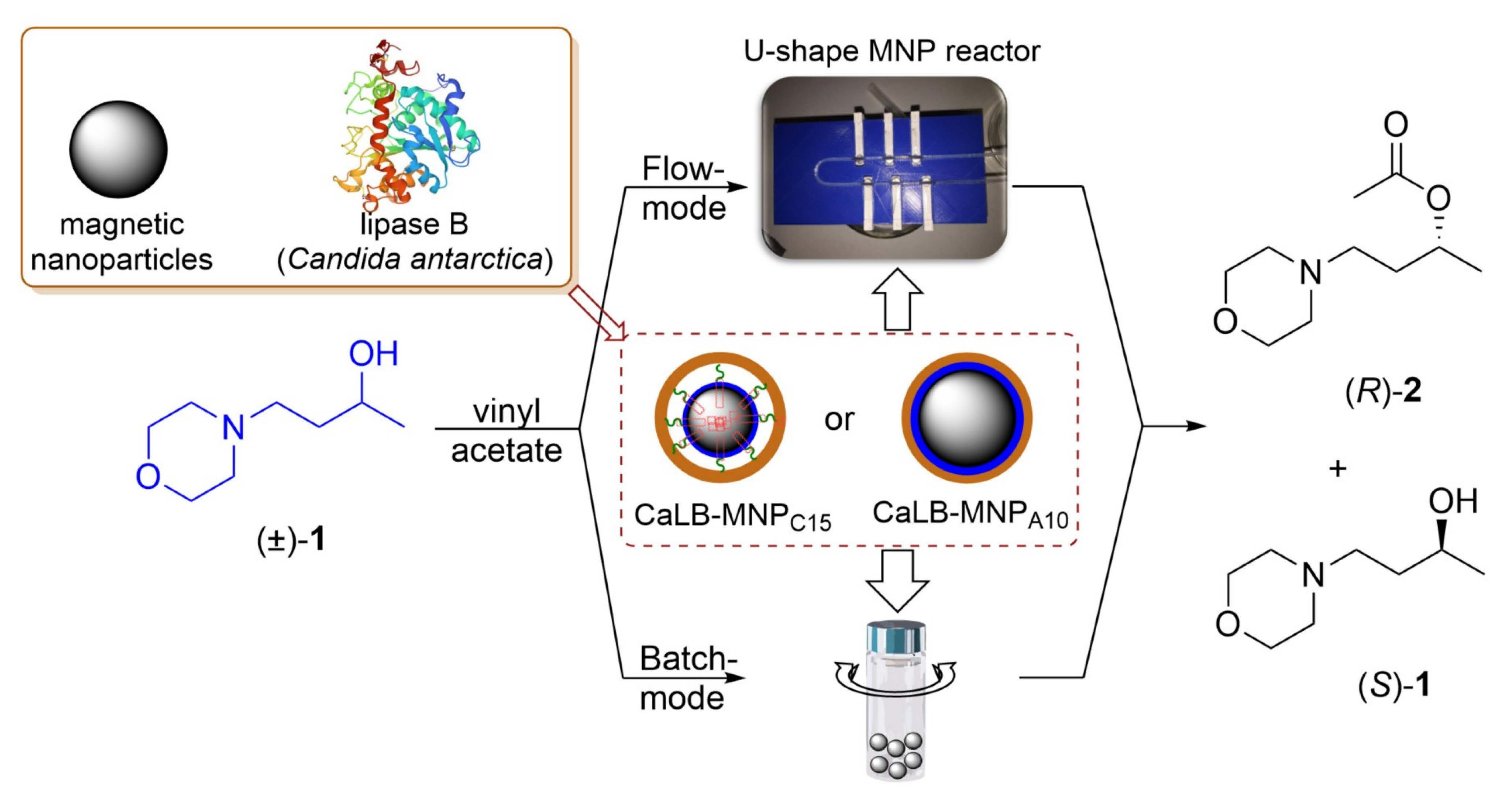 U-shape MNP reactor
magnetic
nanoparticles
lipase B
(Candida antarctica)
Flow-
mode
OH
N
O
(±)-1
vinyl
acetate
or
CaLB-MNPC15
CaLB-MNPA10
Batch-
mode
O
O
N
O
(R)-2
+
OH
N
O
(S)-1